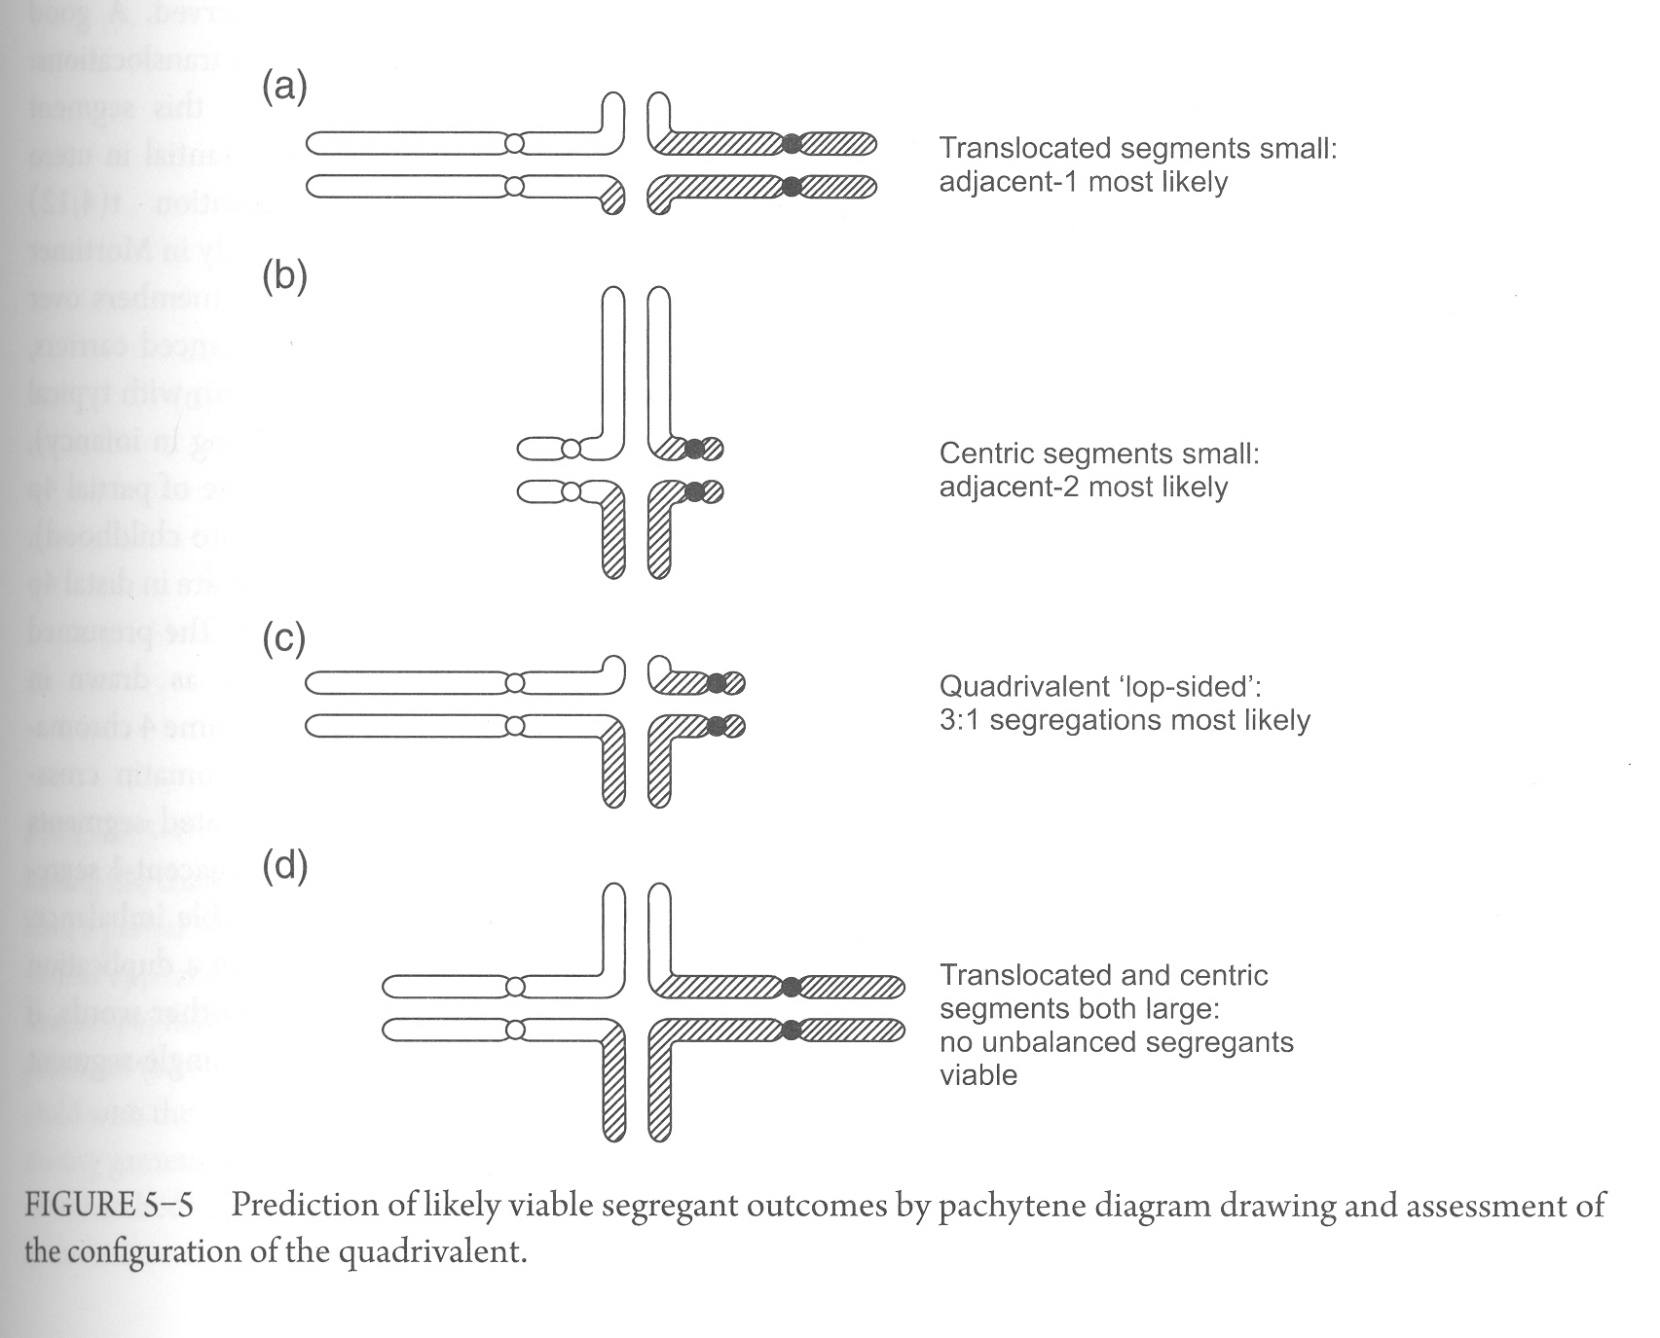 (a)
Translocated segments small:
adjacent-1 most likely
(b)
Centric segments small:
adjacent-2 most likely
(c)
Quadrivalent ‘lop-sided’:
3:1 segregations most likely
(d)
Translocated and centric
segments both large:
no unbalanced segregants
viable
FIGURE 5–5 Prediction of likely viable segregant outcomes by pachytene diagram drawing and assessment of
the configuration of the quadrivalent.